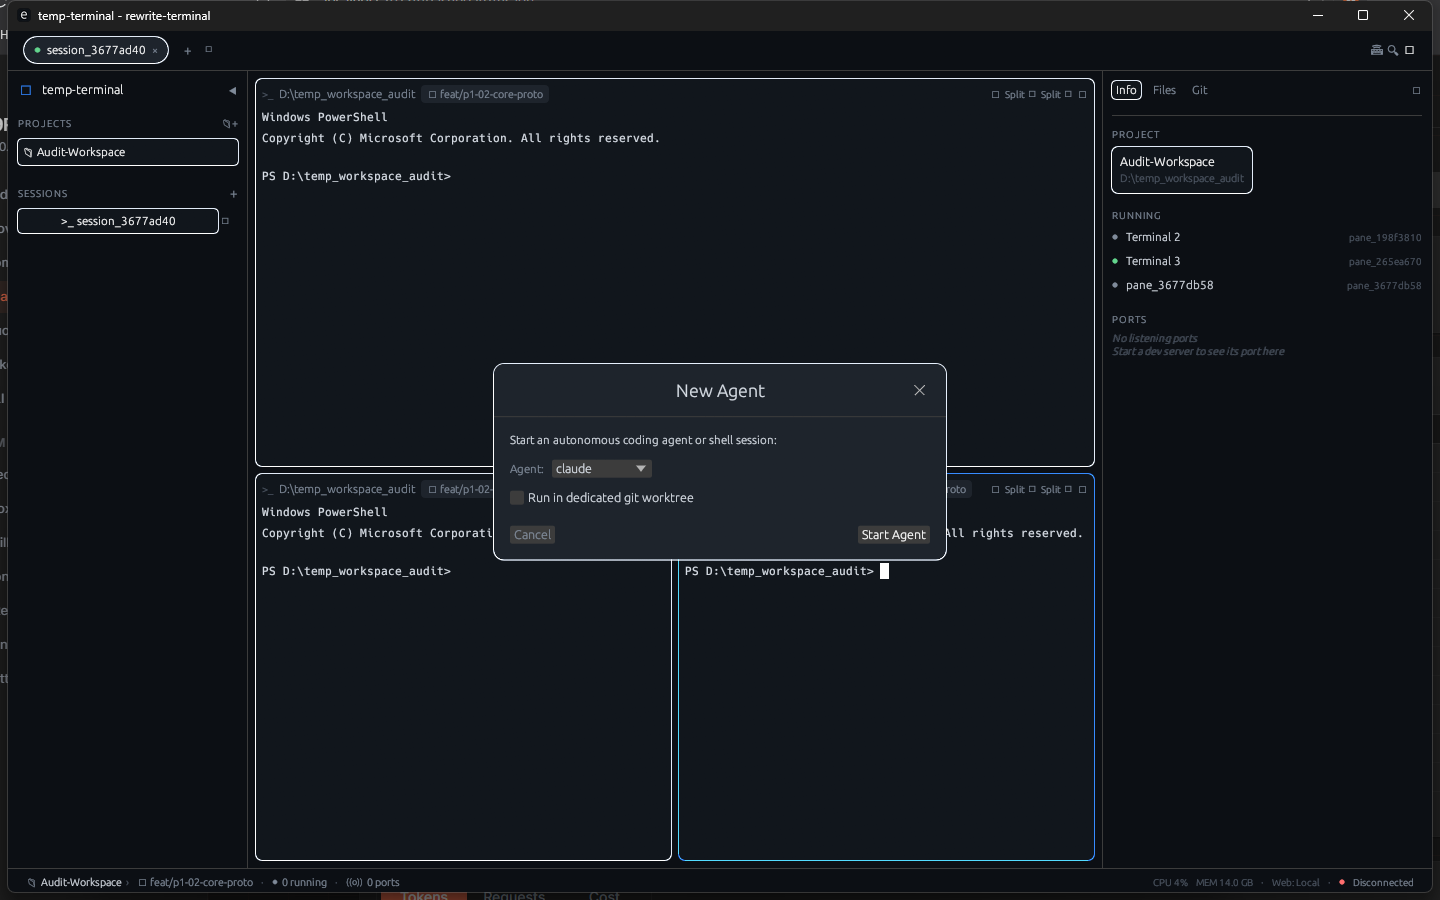 temp-terminal - rewrite-terminal
session_3677ad40
temp-terminal
PROJECTS
Audit-Workspace
SESSIONS
>_ session_3677ad40
>_ D:\temp_workspace_audit feat/p1-02-core-proto Split Split
Windows PowerShell
Copyright (C) Microsoft Corporation. All rights reserved.
PS D:\temp_workspace_audit>
New Agent
Start an autonomous coding agent or shell session:
Agent: claude
Run in dedicated git worktree
Cancel Start Agent
>_ D:\temp_workspace_audit feat/p1-02-
Windows PowerShell
Copyright (C) Microsoft Corporati
PS D:\temp_workspace_audit>
roto Split Split
All rights reserved.
PS D:\temp_workspace_audit>
Info Files Git
PROJECT
Audit-Workspace
D:\temp_workspace_audit
RUNNING
Terminal 2 pane_198f3810
Terminal 3 pane_265ea670
pane_3677db58 pane_3677db58
PORTS
No listening ports
Start a dev server to see its port here
Audit-Workspace › feat/p1-02-core-proto · 0 running · ((o)) 0 ports
CPU 4% MEM 14.0 GB · Web: Local · Disconnected
Tokens Requests Cost